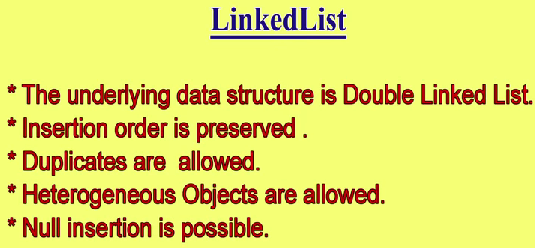 LinkedList
* The underlying data structure is Double Linked List.
* Insertion order is preserved .
* Duplicates are allowed.
* Heterogeneous Objects are allowed.
* Null insertion is possible.